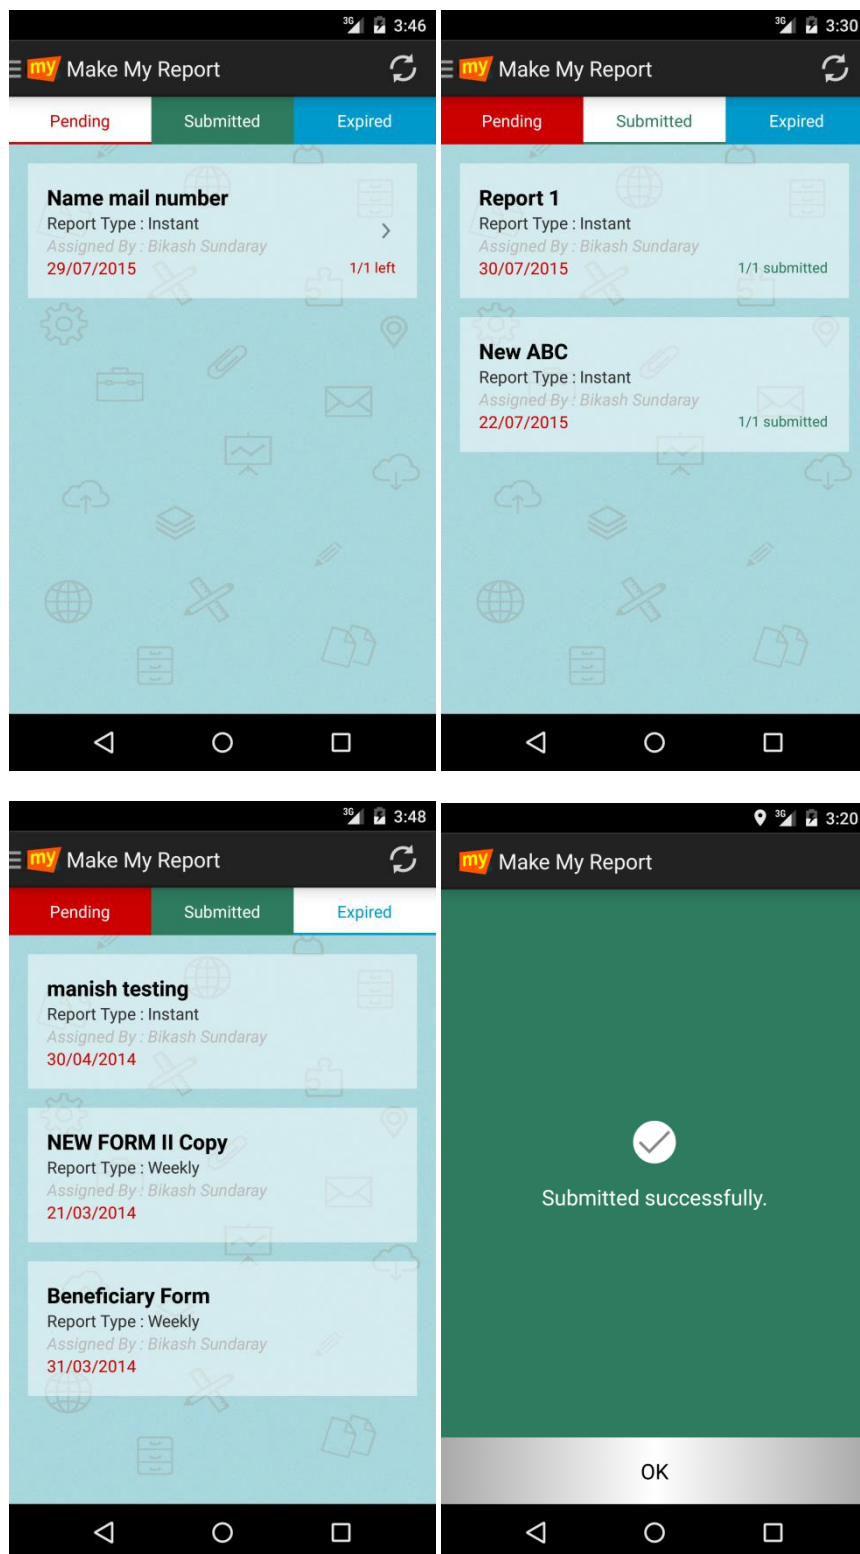 3G 3:46
my Make My Report
Pending Submitted Expired
Name mail number
Report Type : Instant
Assigned By : Bikash Sundaray
29/07/2015 1/1 left
3G 3:30
my Make My Report
Pending Submitted Expired
Report 1
Report Type : Instant
Assigned By : Bikash Sundaray
30/07/2015 1/1 submitted
New ABC
Report Type : Instant
Assigned By : Bikash Sundaray
22/07/2015 1/1 submitted
3G 3:48
my Make My Report
Pending Submitted Expired
manish testing
Report Type : Instant
Assigned By : Bikash Sundaray
30/04/2014
NEW FORM II Copy
Report Type : Weekly
Assigned By : Bikash Sundaray
21/03/2014
Beneficiary Form
Report Type : Weekly
Assigned By : Bikash Sundaray
31/03/2014
3G 3:20
my Make My Report
Submitted successfully.
OK